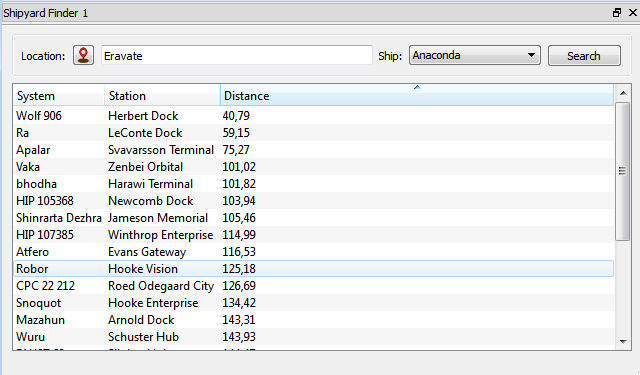 Shipyard Finder 1
Location: Eravate Ship: Anaconda Search
System Station Distance
Wolf 906 Herbert Dock 40,79
Ra LeConte Dock 59,15
Apalar Svavarsson Terminal 75,27
Vaka Zenbei Orbital 101,02
bhodha Harawi Terminal 101,82
HIP 105368 Newcomb Dock 103,94
Shinrarta Dezhra Jameson Memorial 105,46
HIP 107385 Winthrop Enterprise 114,99
Atfero Evans Gateway 116,53
Robor Hooke Vision 125,18
CPC 22 212 Roed Odegaard City 126,69
Snoquot Hooke Enterprise 134,42
Mazahun Arnold Dock 143,31
Wuru Schuster Hub 143,93